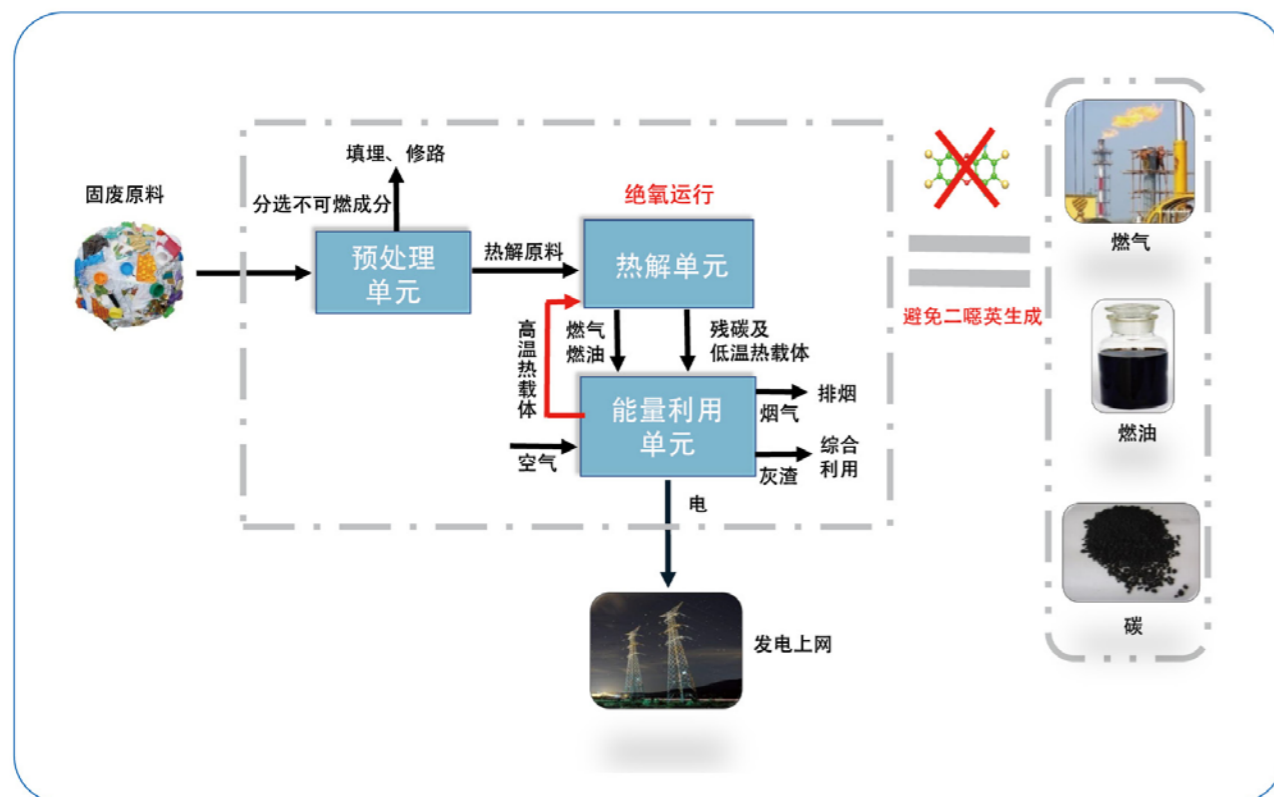 填埋、修路
固废原料
分选不可燃成分
绝氧运行
预处理
单元
热解原料
热解单元
燃气
避免二噁英生成
高温热载体
燃气
燃油
残碳及
低温热载体
能量利用
单元
排烟
烟气
燃油
空气
综合
利用
灰渣
电
碳
发电上网